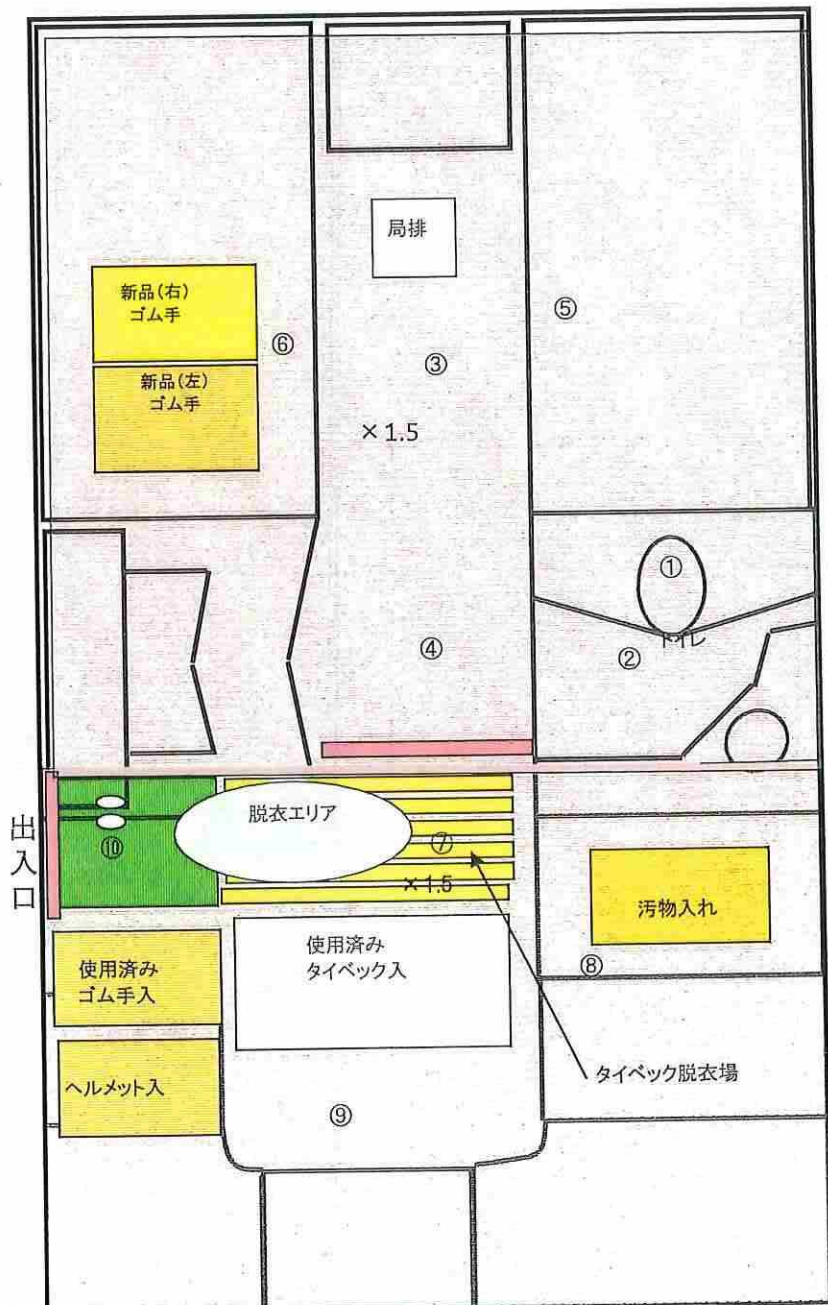 局排
新品(右)
ゴム手
⑥
新品(左)
ゴム手
⑤
③
×1.5
①
トイレ
②
④
出入口
脱衣エリア
⑩
⑦
×1.5
汚物入れ
⑧
使用済み
ゴム手入
使用済み
タイベック入
ヘルメット入
タイベック脱衣場
⑨